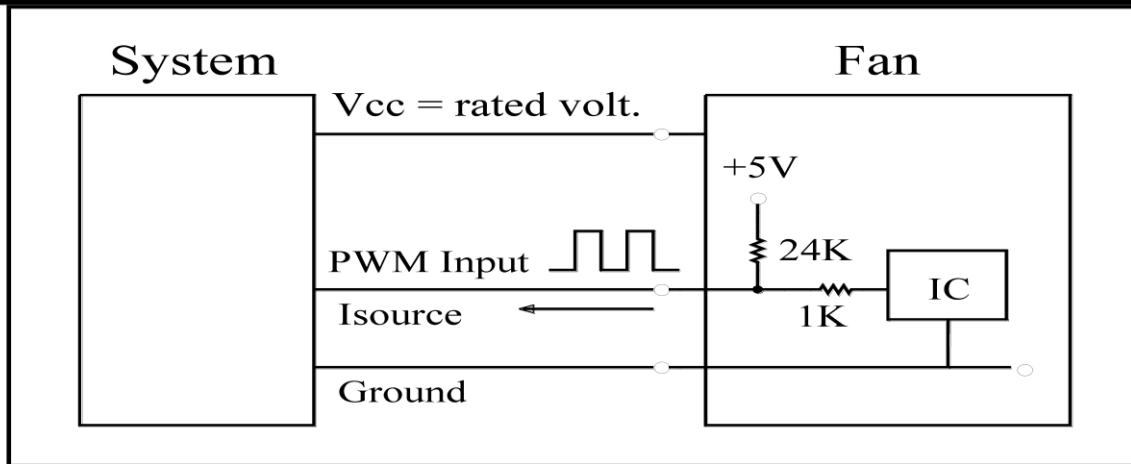 System
Fan
Vcc = rated volt.
+5V
24K
PWM Input
IC
Isource
1K
Ground